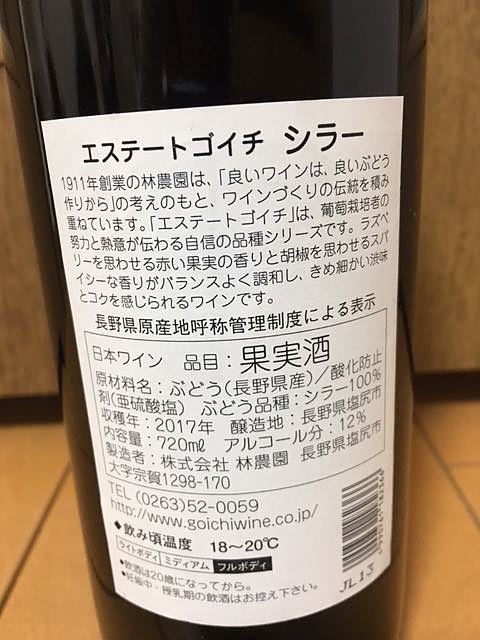 エステートゴイチ シラー
1911年創業の林農園は、「良いワインは、良いぶどう
作りから」の考えのもと、ワインづくりの伝統を積み
重ねています。「エステートゴイチ」は、葡萄栽培者の
努力と熱意が伝わる自信の品種シリーズです。ラズベ
リーを思わせる赤い果実の香りと胡椒を思わせるスパ
イシーな香りがバランスよく調和し、きめ細かい渋味
とコクを感じられるワインです。
長野県原産地呼称管理制度による表示
日本ワイン 品目：果実酒
原材料名：ぶどう(長野県産)／酸化防止
剤(亜硫酸塩) ぶどう品種：シラー100%
収穫年：2017年 醸造地：長野県塩尻市
内容量：720mℓ アルコール分：12%
製造者：株式会社 林農園 長野県塩尻市
大字宗賀1298-170
TEL (0263)52-0059
http://www.goichiwine.co.jp/
◆飲み頃温度 18～20℃
ライトボディ ミディアム フルボディ
●飲酒は20歳になってから。
●妊娠中・授乳期の飲酒はお控え下さい。
JL13